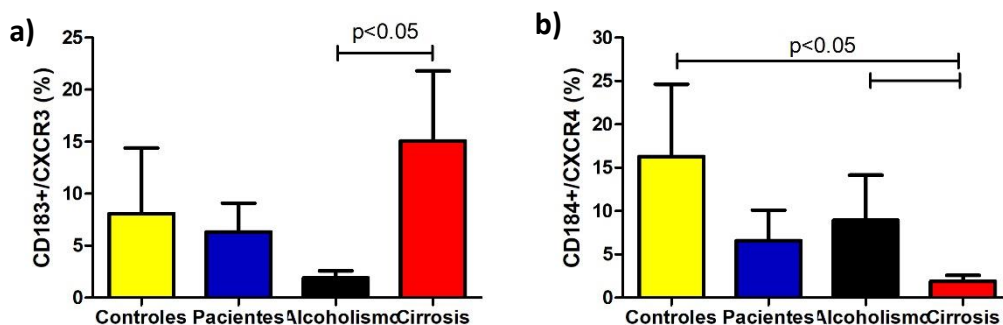 a)
CD183+/CXCR3 (%)
25
20
15
10
5
0
p<0.05
Controles Pacientes Alcoholismo Cirrosis
b)
CD184+/CXCR4 (%)
30
25
20
15
10
5
0
p<0.05
Controles Pacientes Alcoholismo Cirrosis